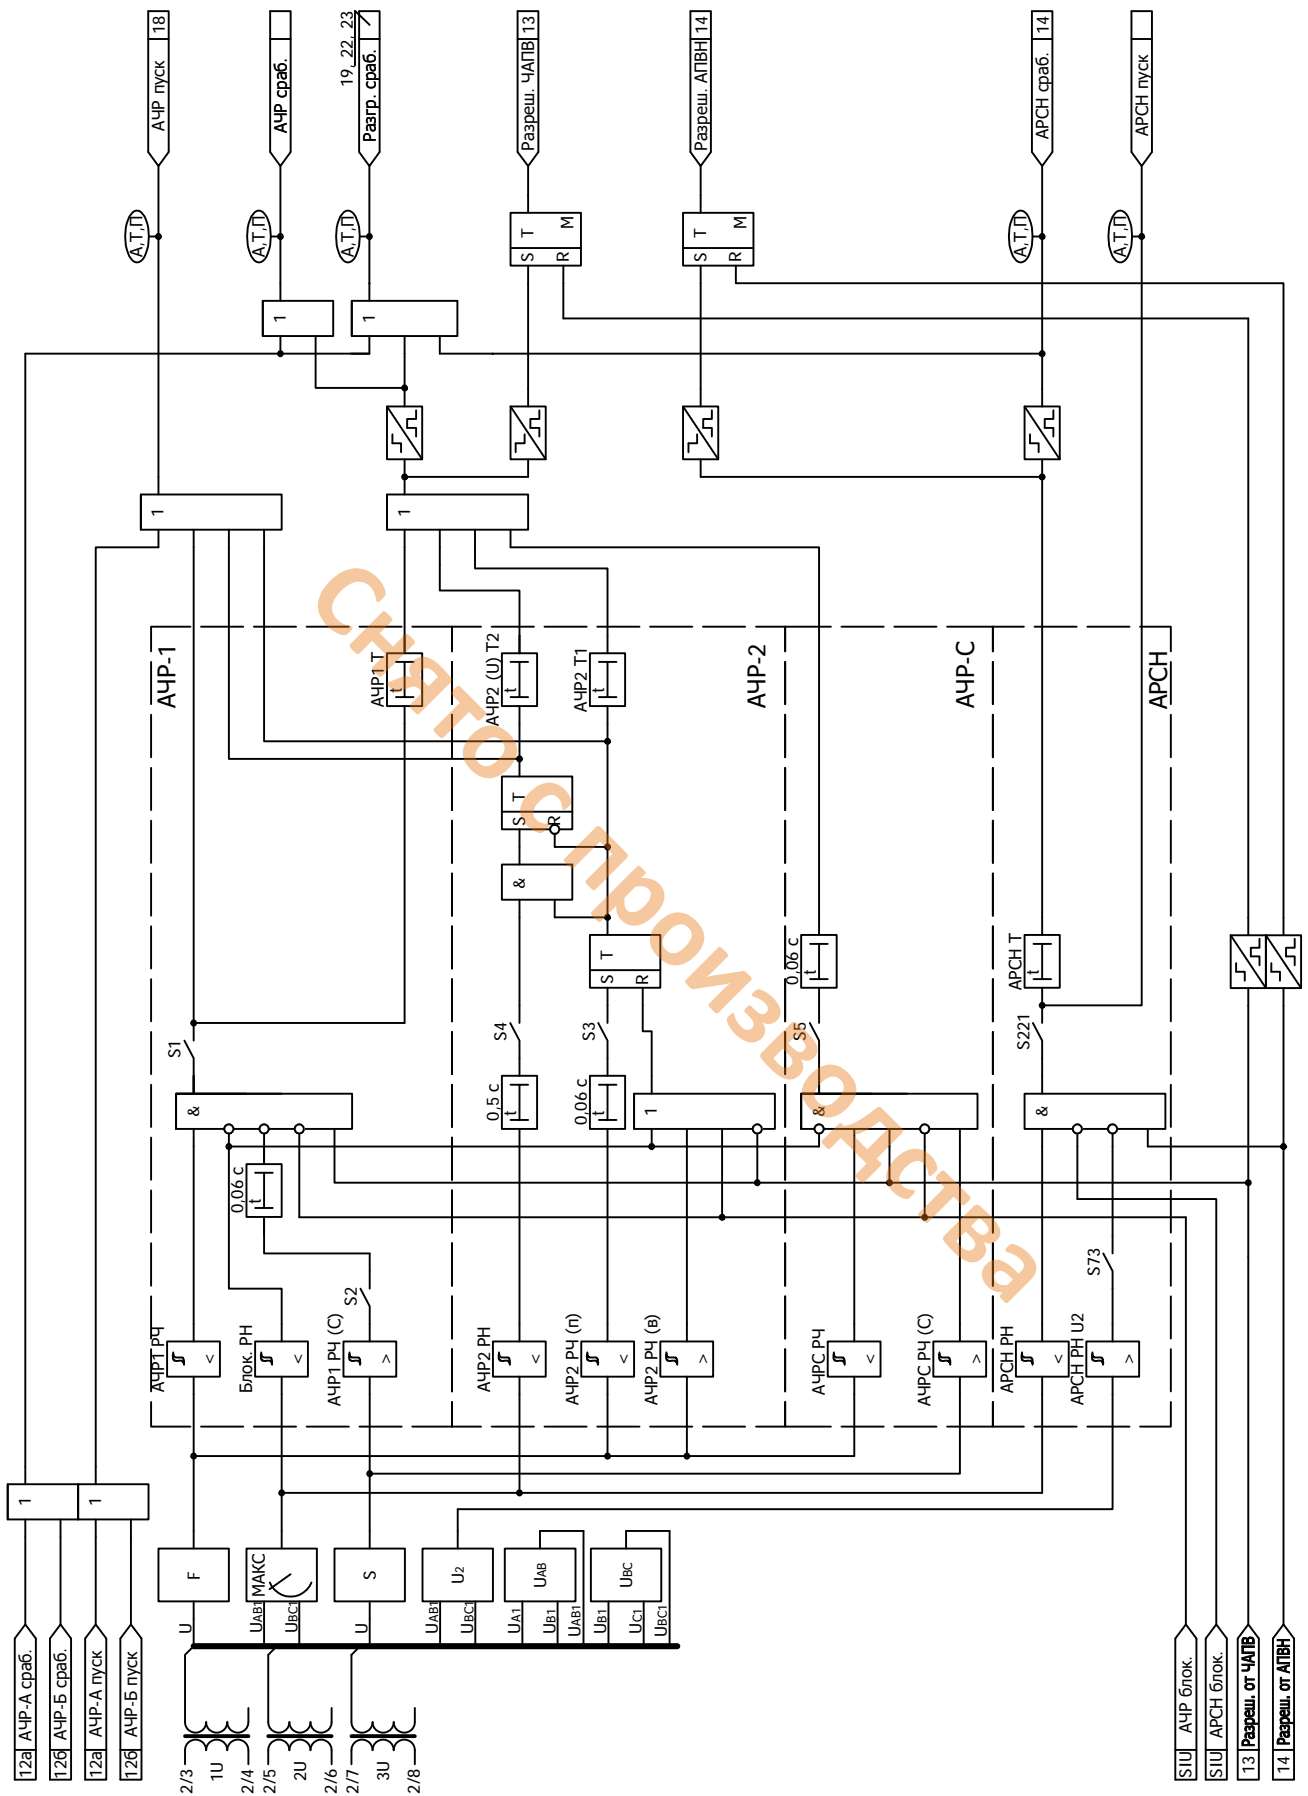 АЧР пуск 18
АЧР сраб.
Разгр. сраб.
19, 22, 23
Разреш. ЧАПВ 13
Разреш. АПВН 14
АРСН сраб. 14
АРСН пуск
А,Т,П
А,Т,П
А,Т,П
А,Т,П
А,Т,П
S T
R M
S T
R M
1
1
1
1
АЧР-1
АЧР1 Т
t
АЧР2 (U) Т2
t
АЧР2 Т1
t
АЧР-2
АЧР-С
АРСН
S T
R
&
S T
R
0,06 с
t
АРСН Т
t
S1
S4
S3
S5
S221
&
0,5 с
t
0,06 с
t
1
&
&
0,06 с
t
S2
S73
АЧР1 РЧ
<
Блок. РН
<
АЧР1 РЧ (С)
>
АЧР2 РН
<
АЧР2 РЧ (п)
<
АЧР2 РЧ (в)
>
АЧРС РЧ
<
АЧРС РЧ (С)
>
АРСН РН
<
АРСН РН U2
>
1
1
F
МАКС
S
U2
UAB
UBC
U
UAB1
UBC1
U
UAB1
UBC1
UA1
UB1
UAB1
UB1
UC1
UBC1
12а АЧР-А сраб.
12б АЧР-Б сраб.
12а АЧР-А пуск
12б АЧР-Б пуск
2/3
1U
2/4
2/5
2U
2/6
2/7
3U
2/8
SIU АЧР блок.
SIU АРСН блок.
13 Разреш. от ЧАПВ
14 Разреш. от АПВН
Снято с производства